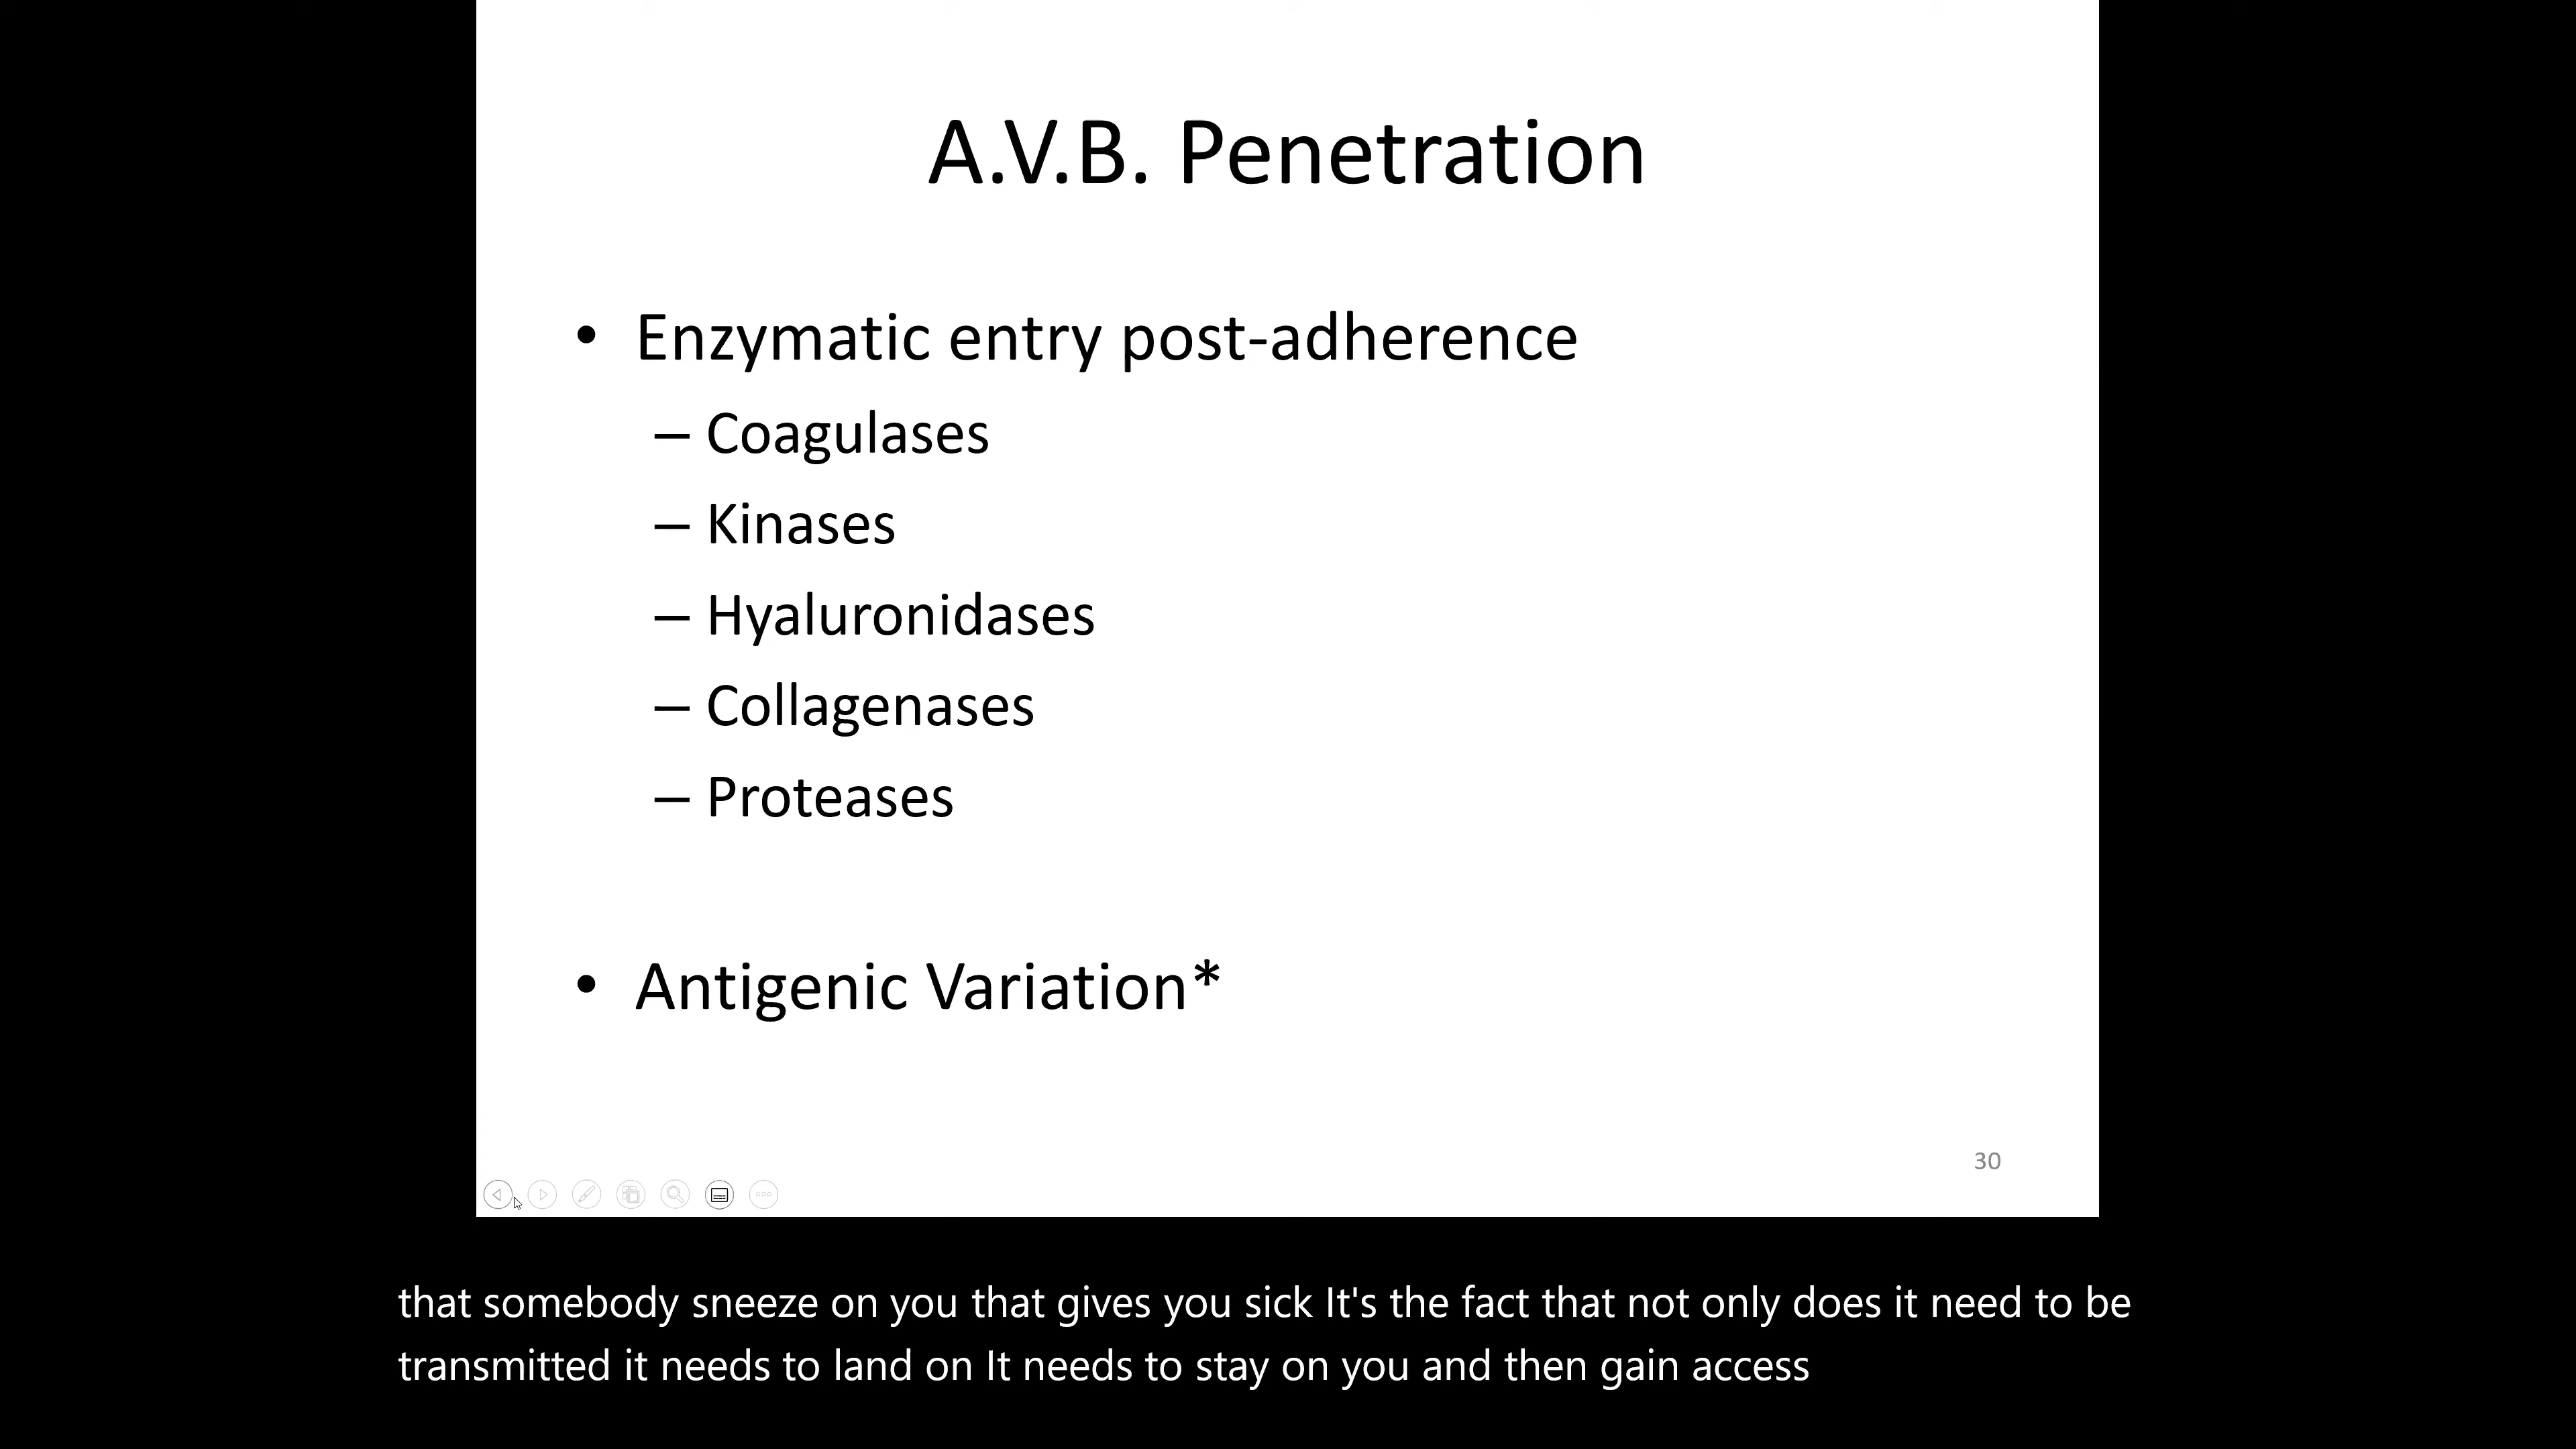 A.V.B. Penetration
• Enzymatic entry post-adherence
– Coagulases
– Kinases
– Hyaluronidases
– Collagenases
– Proteases
• Antigenic Variation*
30
that somebody sneeze on you that gives you sick It's the fact that not only does it need to be
transmitted it needs to land on It needs to stay on you and then gain access